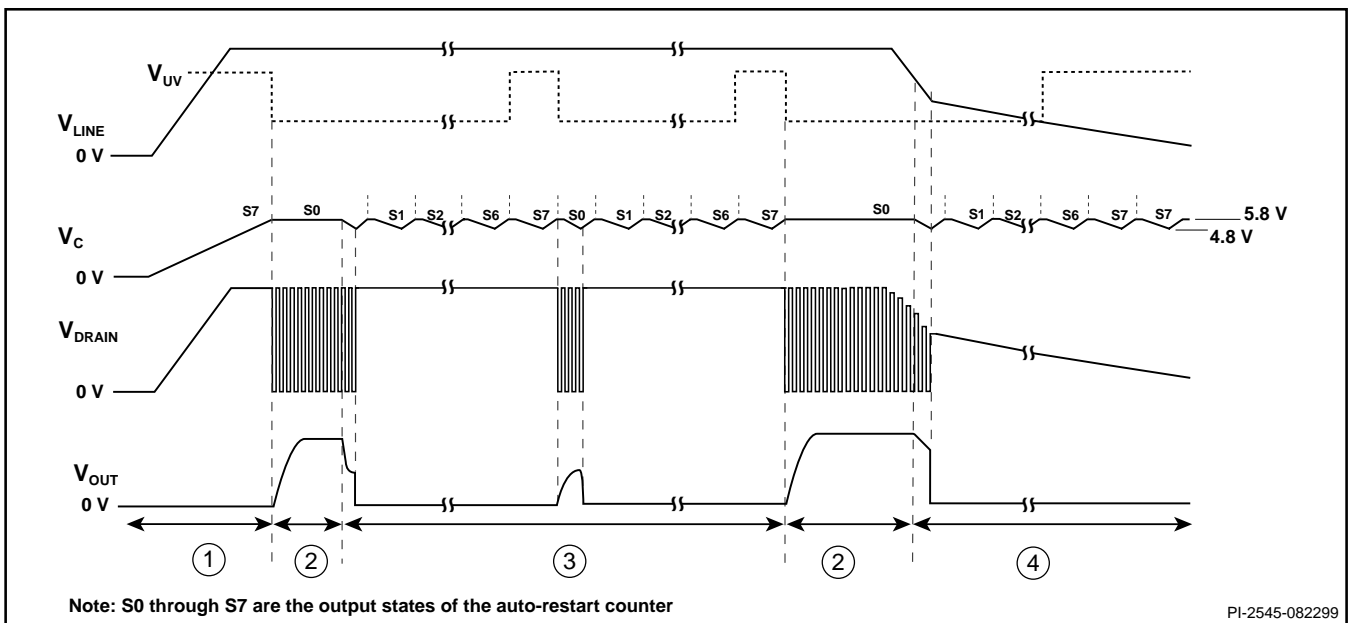 V_UV
V_LINE
0 V
S7 S0 S1 S2 S6 S7 S0 S1 S2 S6 S7 S0 S1 S2 S6 S7 S7
5.8 V
4.8 V
V_C
0 V
V_DRAIN
0 V
V_OUT
0 V
1 2 3 2 4
Note: S0 through S7 are the output states of the auto-restart counter
PI-2545-082299